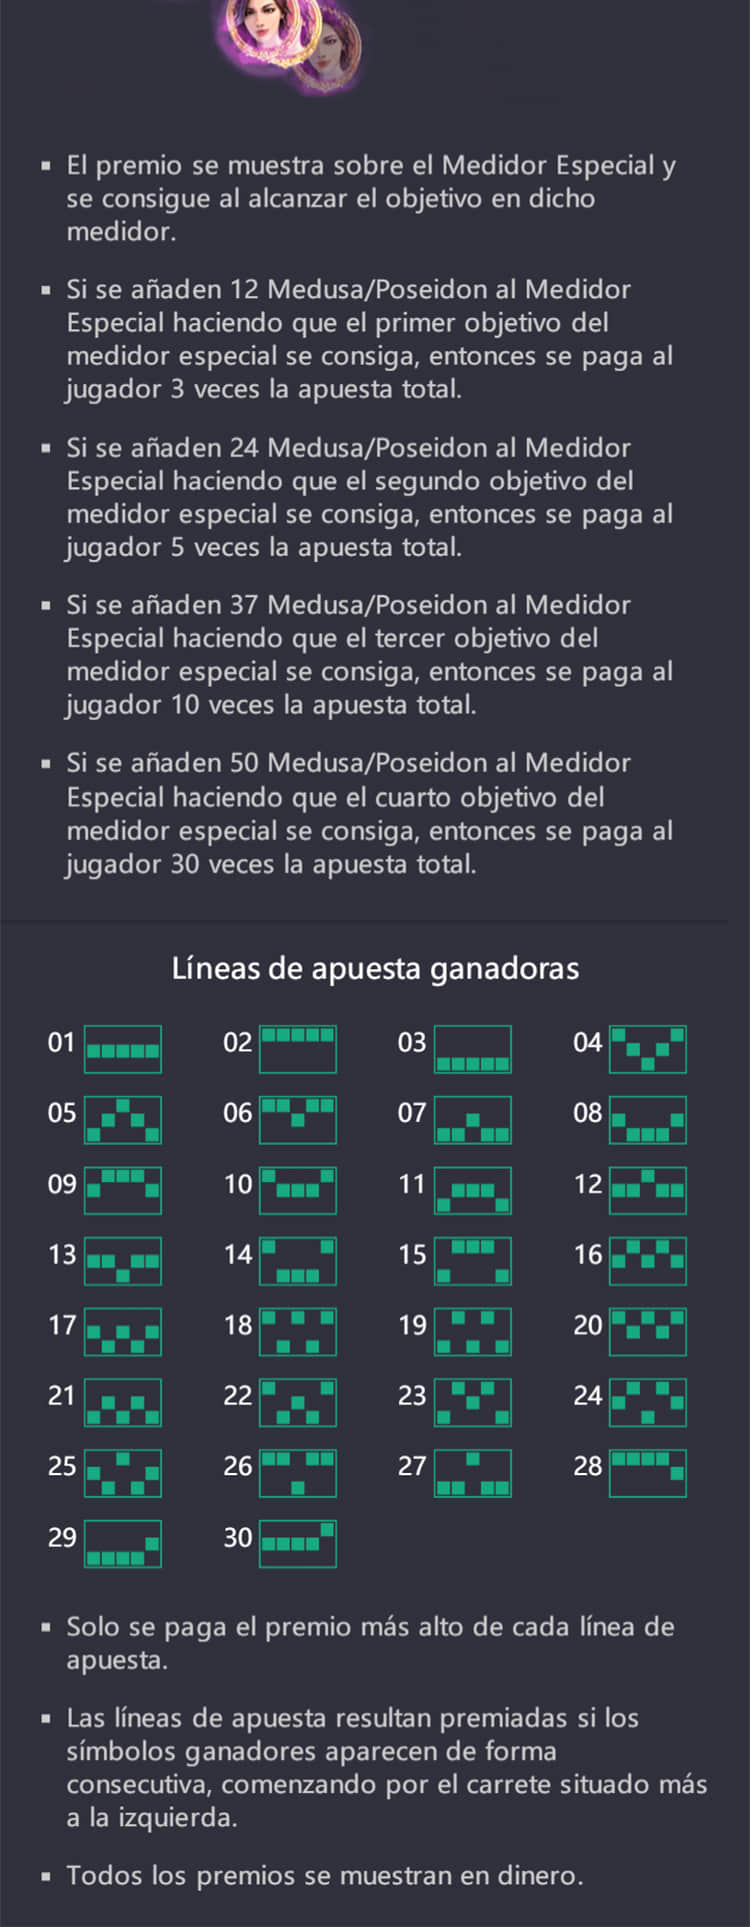 ▪ El premio se muestra sobre el Medidor Especial y
se consigue al alcanzar el objetivo en dicho
medidor.
▪ Si se añaden 12 Medusa/Poseidon al Medidor
Especial haciendo que el primer objetivo del
medidor especial se consiga, entonces se paga al
jugador 3 veces la apuesta total.
▪ Si se añaden 24 Medusa/Poseidon al Medidor
Especial haciendo que el segundo objetivo del
medidor especial se consiga, entonces se paga al
jugador 5 veces la apuesta total.
▪ Si se añaden 37 Medusa/Poseidon al Medidor
Especial haciendo que el tercer objetivo del
medidor especial se consiga, entonces se paga al
jugador 10 veces la apuesta total.
▪ Si se añaden 50 Medusa/Poseidon al Medidor
Especial haciendo que el cuarto objetivo del
medidor especial se consiga, entonces se paga al
jugador 30 veces la apuesta total.
Líneas de apuesta ganadoras
01 02 03 04
05 06 07 08
09 10 11 12
13 14 15 16
17 18 19 20
21 22 23 24
25 26 27 28
29 30
▪ Solo se paga el premio más alto de cada línea de
apuesta.
▪ Las líneas de apuesta resultan premiadas si los
símbolos ganadores aparecen de forma
consecutiva, comenzando por el carrete situado más
a la izquierda.
▪ Todos los premios se muestran en dinero.